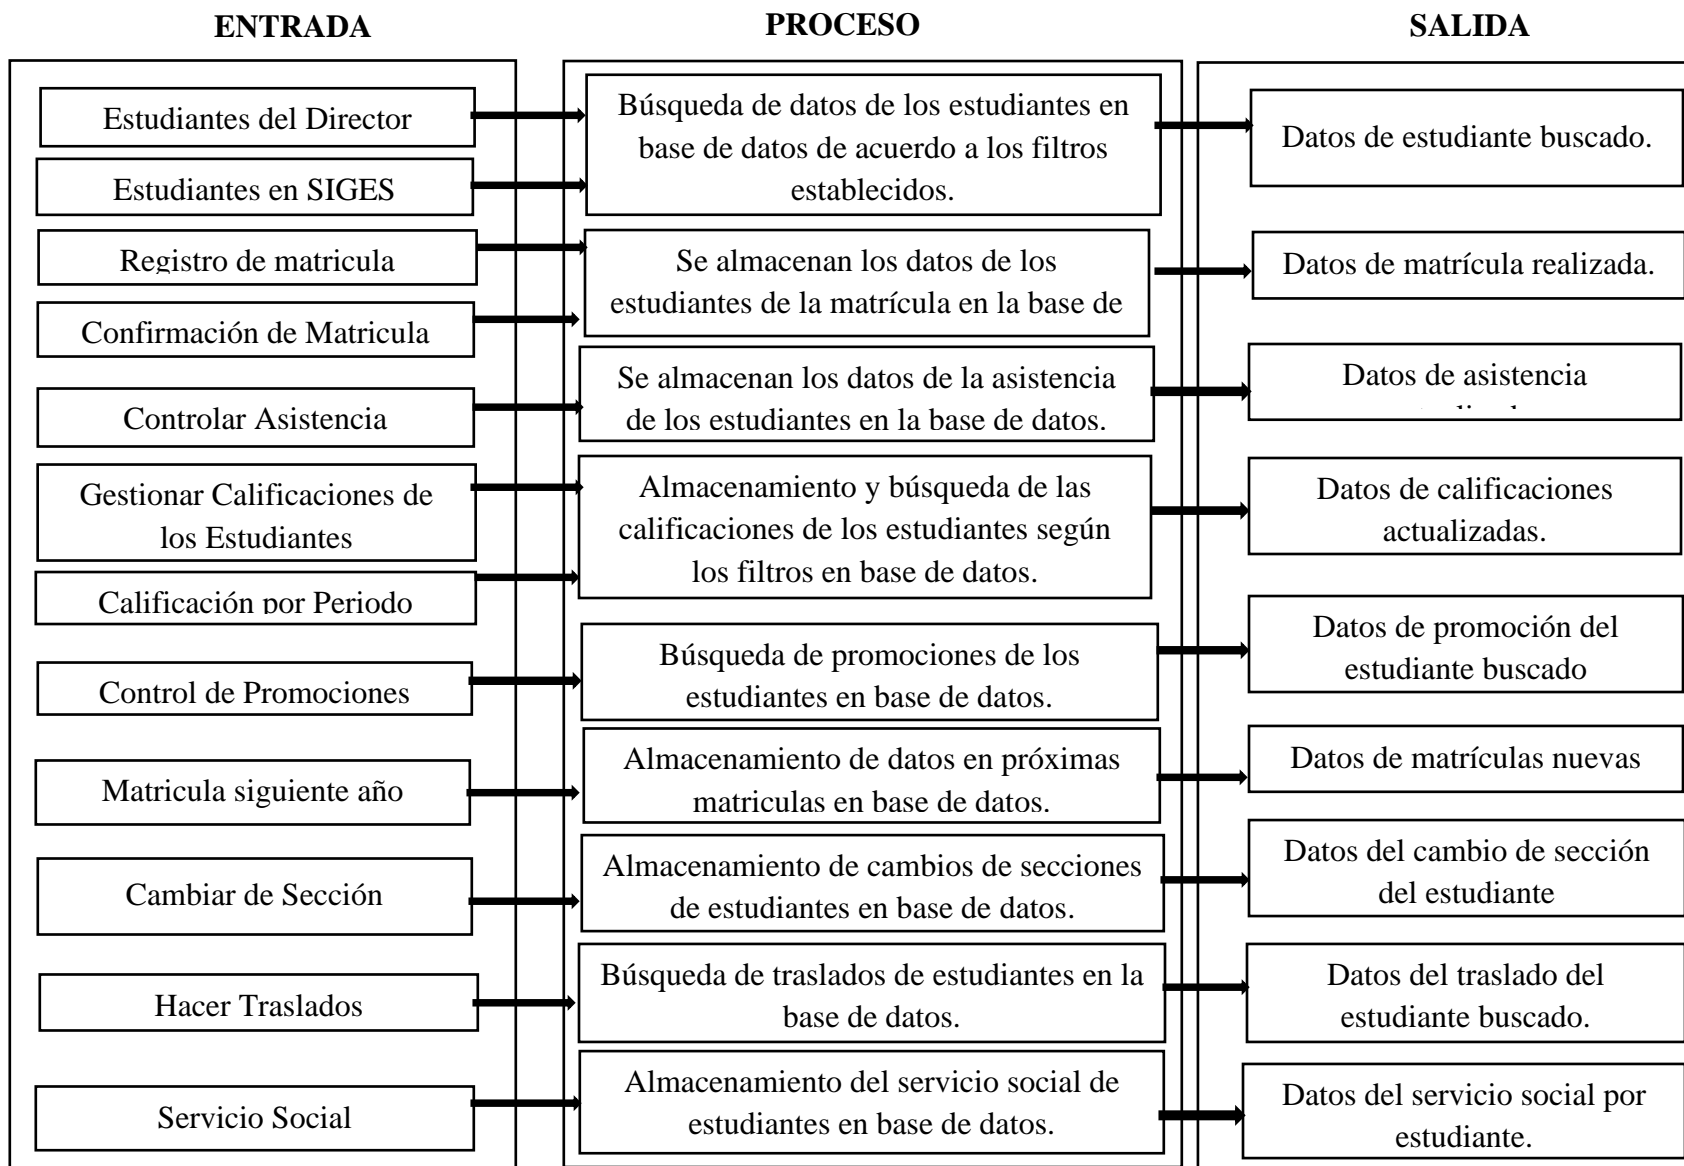 ENTRADA
PROCESO
SALIDA
Estudiantes del Director
Estudiantes en SIGES
Registro de matricula
Confirmación de Matricula
Controlar Asistencia
Gestionar Calificaciones de
los Estudiantes
Calificación por Periodo
Control de Promociones
Matricula siguiente año
Cambiar de Sección
Hacer Traslados
Servicio Social
Búsqueda de datos de los estudiantes en
base de datos de acuerdo a los filtros
establecidos.
Se almacenan los datos de los
estudiantes de la matrícula en la base de
Se almacenan los datos de la asistencia
de los estudiantes en la base de datos.
Almacenamiento y búsqueda de las
calificaciones de los estudiantes según
los filtros en base de datos.
Búsqueda de promociones de los
estudiantes en base de datos.
Almacenamiento de datos en próximas
matriculas en base de datos.
Almacenamiento de cambios de secciones
de estudiantes en base de datos.
Búsqueda de traslados de estudiantes en la
base de datos.
Almacenamiento del servicio social de
estudiantes en base de datos.
Datos de estudiante buscado.
Datos de matrícula realizada.
Datos de asistencia
Datos de calificaciones
actualizadas.
Datos de promoción del
estudiante buscado
Datos de matrículas nuevas
Datos del cambio de sección
del estudiante
Datos del traslado del
estudiante buscado.
Datos del servicio social por
estudiante.